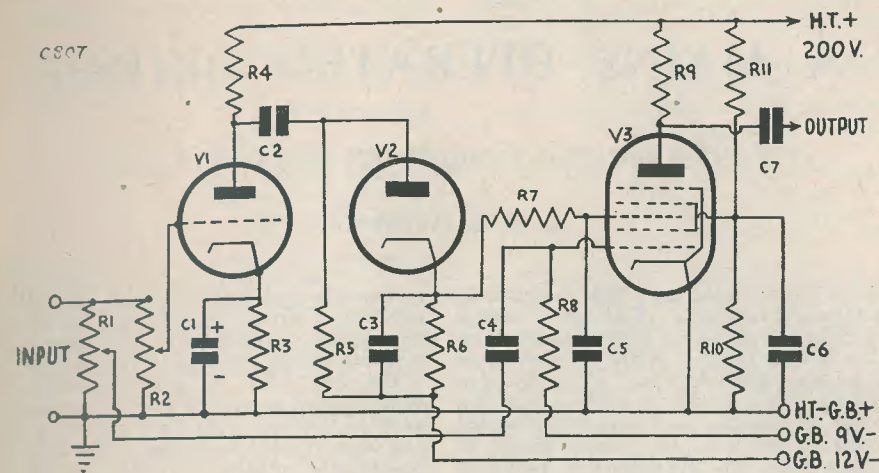 C807
H.T.+
200 V.
R4
R9
R11
OUTPUT
V1
C2
V2
V3
C7
R7
R1
INPUT
R2
C1
+
-
R3
R5
C3
R6
C4
R8
C5
R10
C6
H.T.- G.B.+
G.B. 9V.-
G.B. 12V-